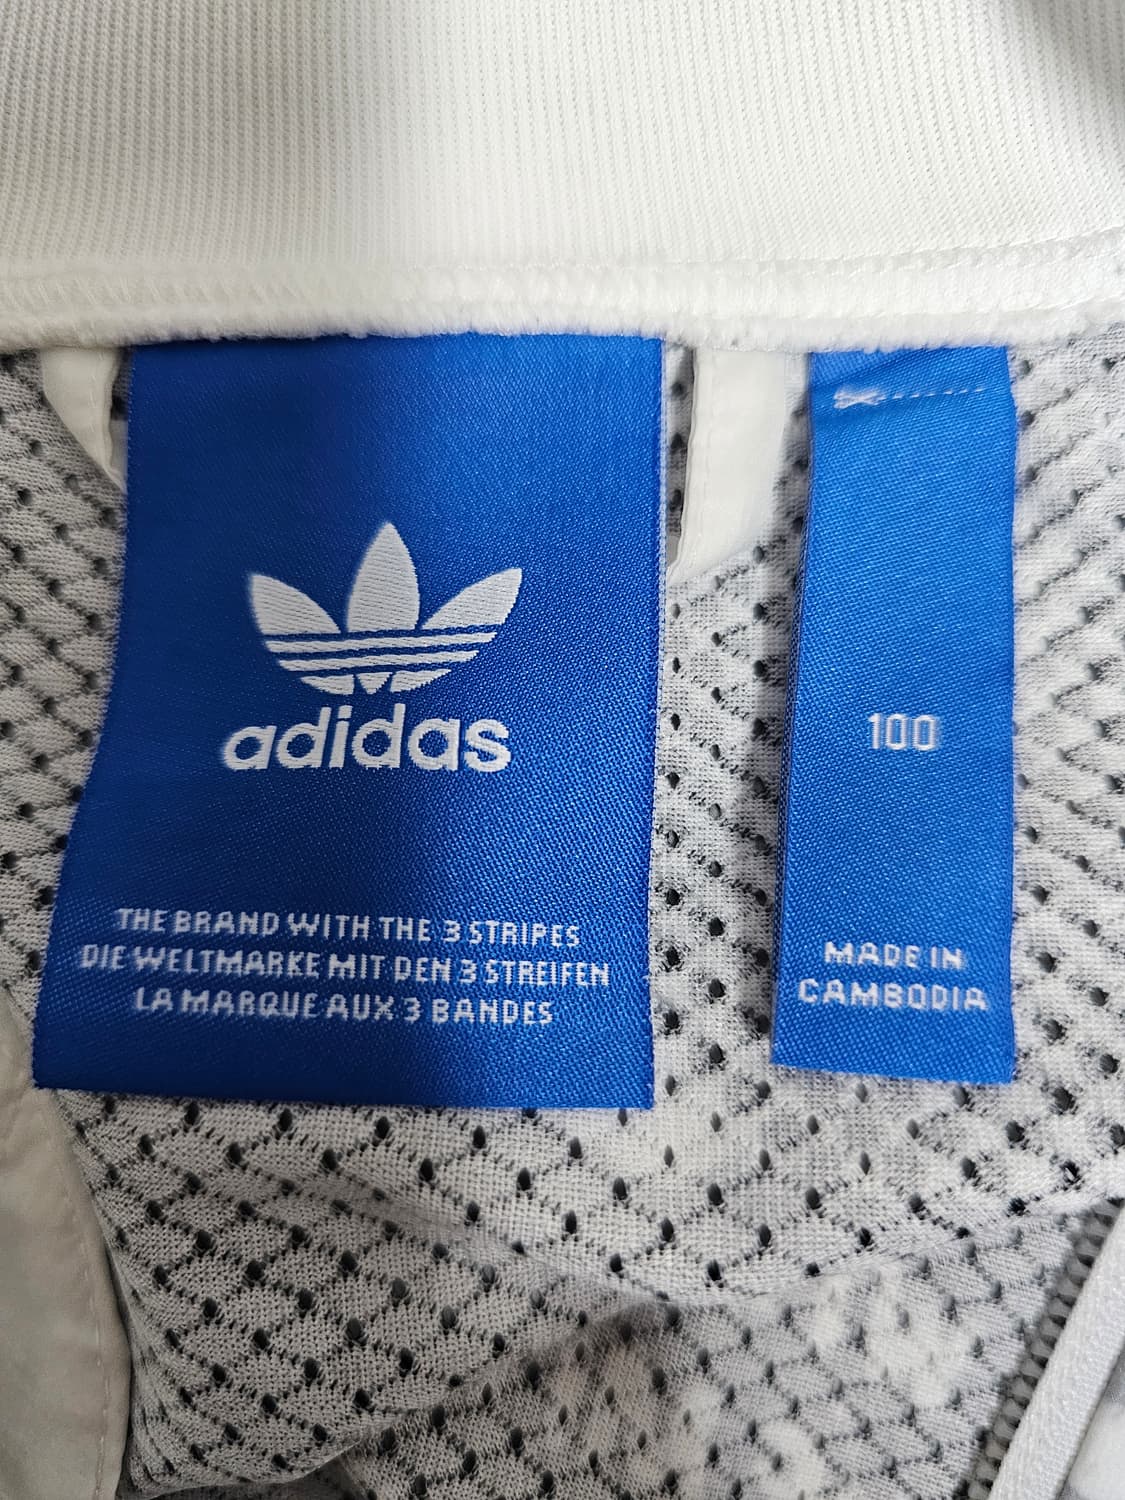 adidas
THE BRAND WITH THE 3 STRIPES
DIE WELTMARKE MIT DEN 3 STREIFEN
LA MARQUE AUX 3 BANDES
100
MADE IN
CAMBODIA